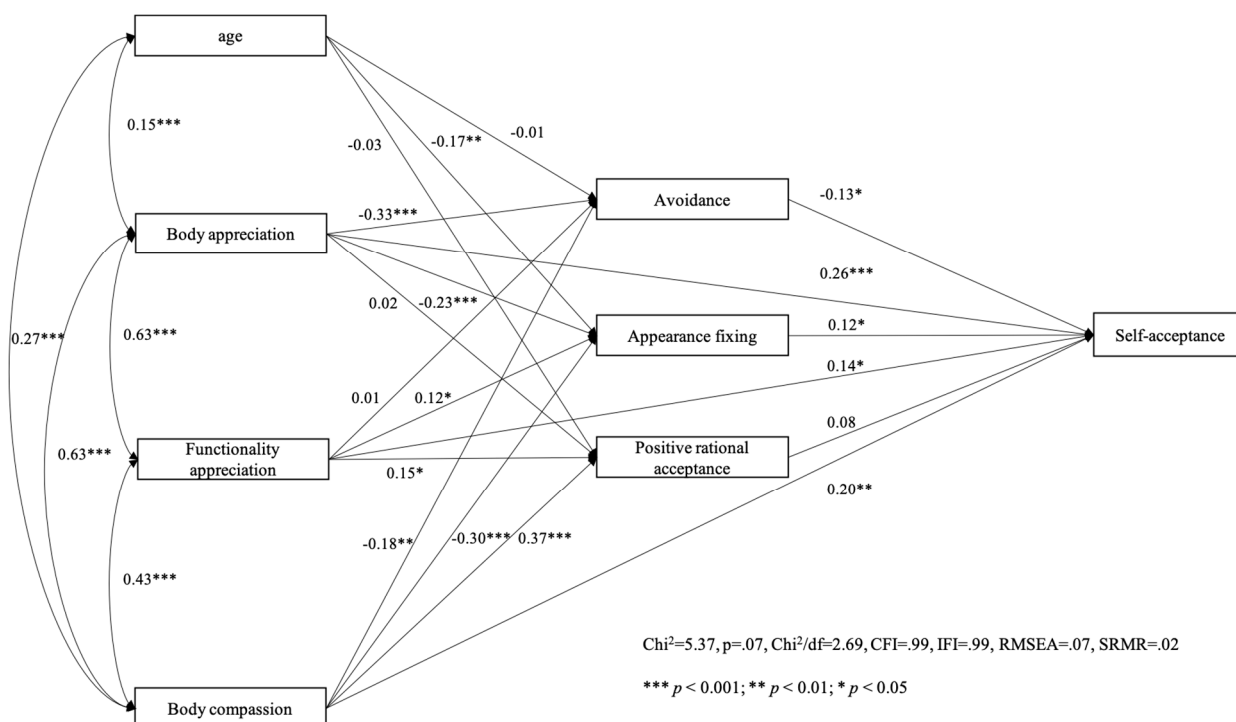 age
0.15***
-0.17**
-0.01
-0.03
Avoidance
-0.13*
Body appreciation
-0.33***
0.26***
0.02
-0.23***
0.27***
0.63***
Appearance fixing
0.12*
Self-acceptance
0.14*
0.01
0.12*
0.08
Functionality
appreciation
Positive rational
acceptance
0.63***
0.15*
0.20**
-0.18**
-0.30***
0.37***
0.43***
Chi²=5.37, p=.07, Chi²/df=2.69, CFI=.99, IFI=.99, RMSEA=.07, SRMR=.02
*** p < 0.001; ** p < 0.01; * p < 0.05
Body compassion